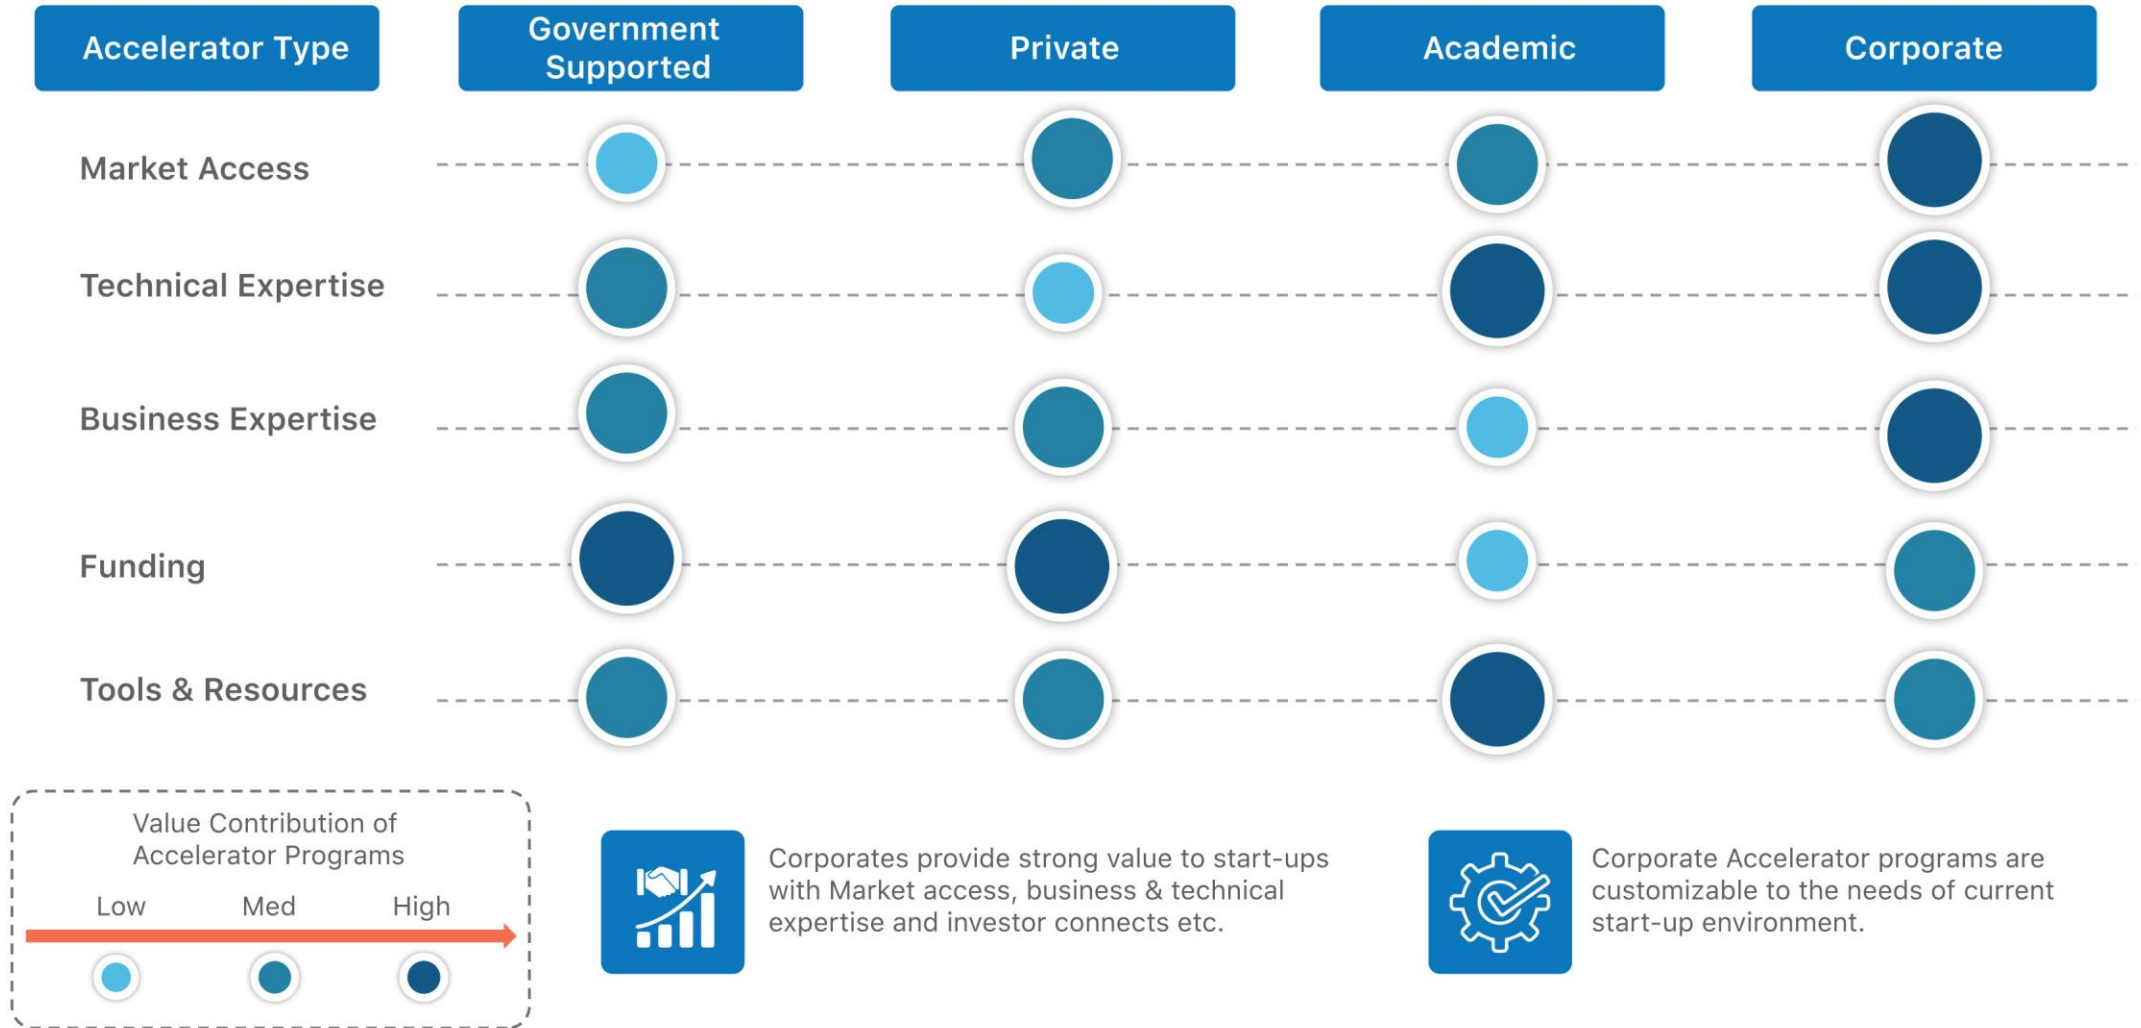 Accelerator Type
Government
Supported
Private
Academic
Corporate
Market Access
Technical Expertise
Business Expertise
Funding
Tools & Resources
Value Contribution of
Accelerator Programs
Low
Med
High
Corporates provide strong value to start-ups
with Market access, business & technical
expertise and investor connects etc.
Corporate Accelerator programs are
customizable to the needs of current
start-up environment.